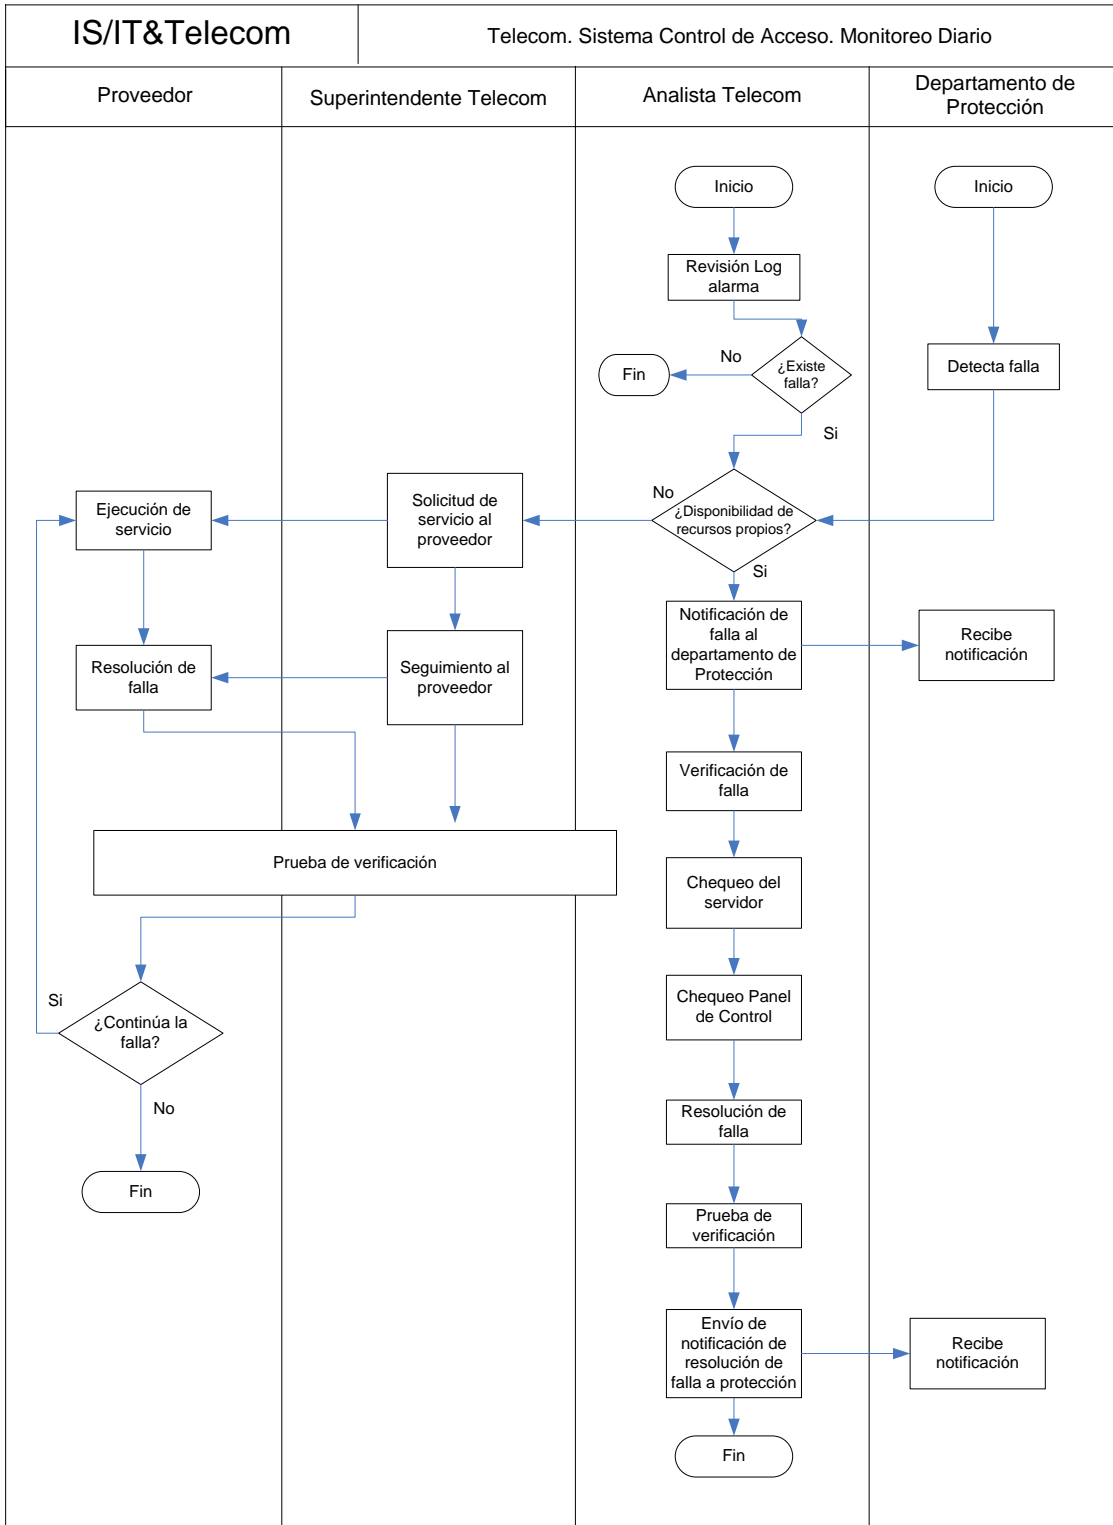 IS/IT&Telecom
Telecom. Sistema Control de Acceso. Monitoreo Diario
Proveedor
Superintendente Telecom
Analista Telecom
Departamento de
Protección
Inicio
Inicio
Revisión Log
alarma
¿Existe
falla?
No
Fin
Detecta falla
Si
¿Disponibilidad de
recursos propios?
No
Solicitud de
servicio al
proveedor
Ejecución de
servicio
Si
Notificación de
falla al
departamento de
Protección
Recibe
notificación
Seguimiento al
proveedor
Resolución de
falla
Verificación de
falla
Prueba de verificación
Chequeo del
servidor
Chequeo Panel
de Control
Si
¿Continúa la
falla?
No
Fin
Resolución de
falla
Prueba de
verificación
Envío de
notificación de
resolución de
falla a protección
Recibe
notificación
Fin